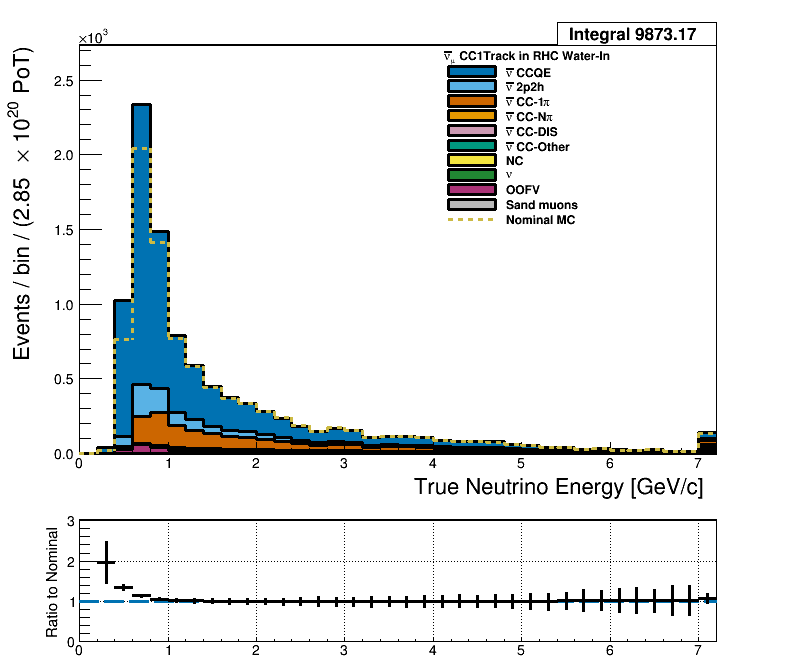 Integral 9873.17
×10³
ν̅μ CC1Track in RHC Water-In
ν̅ CCQE
ν̅ 2p2h
ν̅ CC-1π
ν̅ CC-Nπ
ν̅ CC-DIS
ν̅ CC-Other
NC
ν
OOFV
Sand muons
Nominal MC
Events / bin / (2.85 × 10²⁰ PoT)
2.5
2.0
1.5
1.0
0.5
0.0
0 1 2 3 4 5 6 7
True Neutrino Energy [GeV/c]
Ratio to Nominal
3
2
1
0
0 1 2 3 4 5 6 7